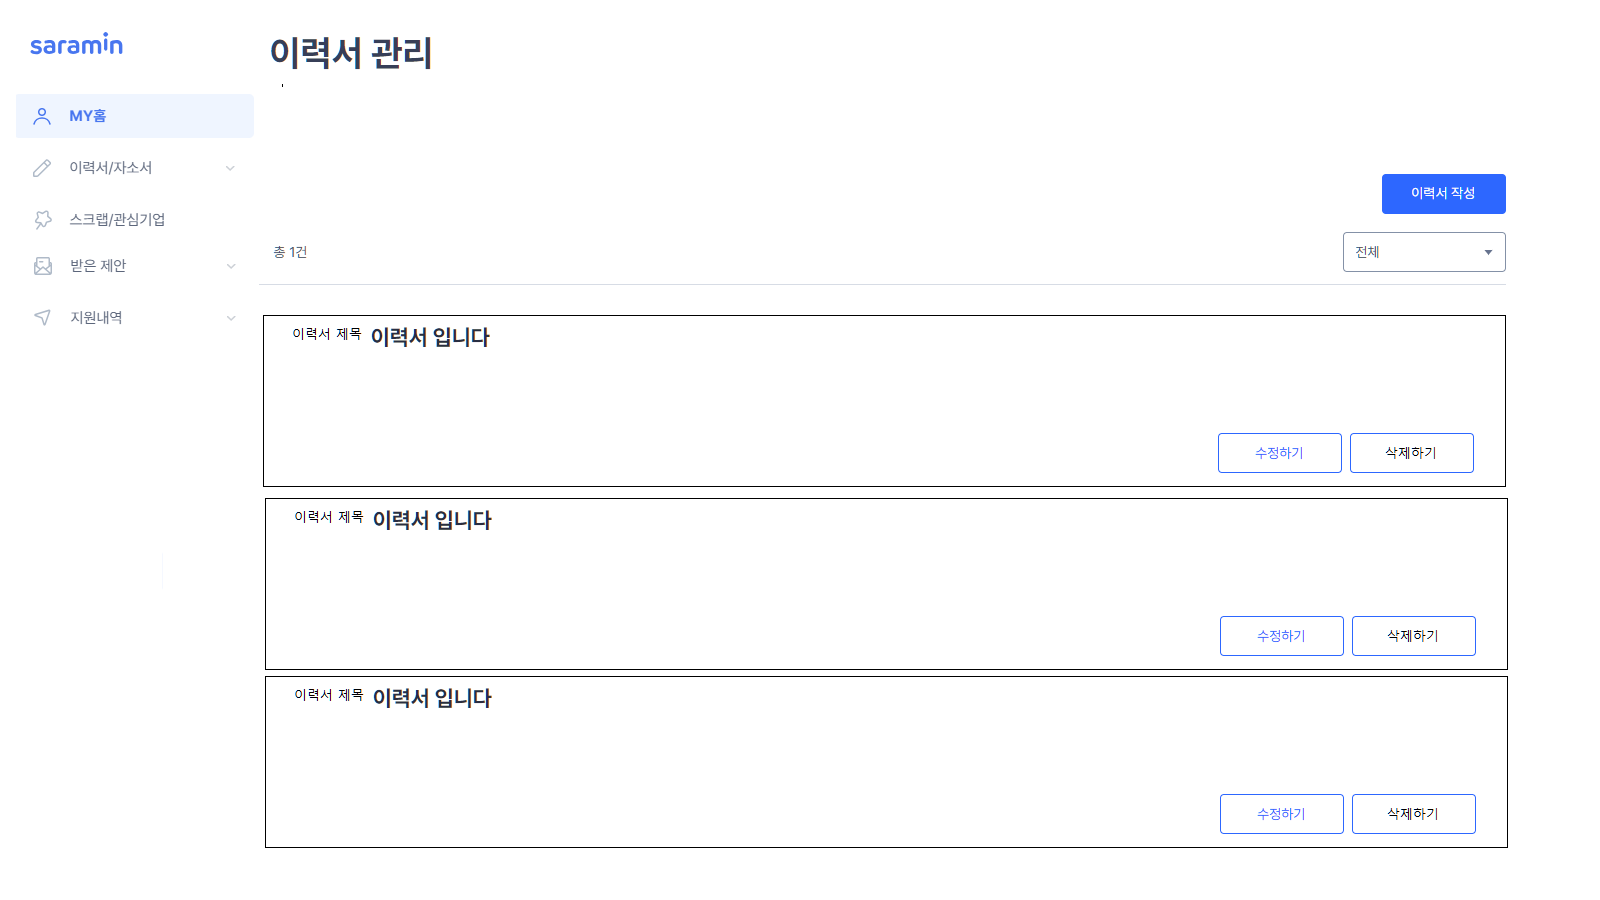 saramin
이력서 관리
MY홈
이력서/자소서
스크랩/관심기업
받은 제안
지원내역
이력서 작성
총 1건
전체
이력서 제목 이력서 입니다
수정하기 삭제하기
이력서 제목 이력서 입니다
수정하기 삭제하기
이력서 제목 이력서 입니다
수정하기 삭제하기